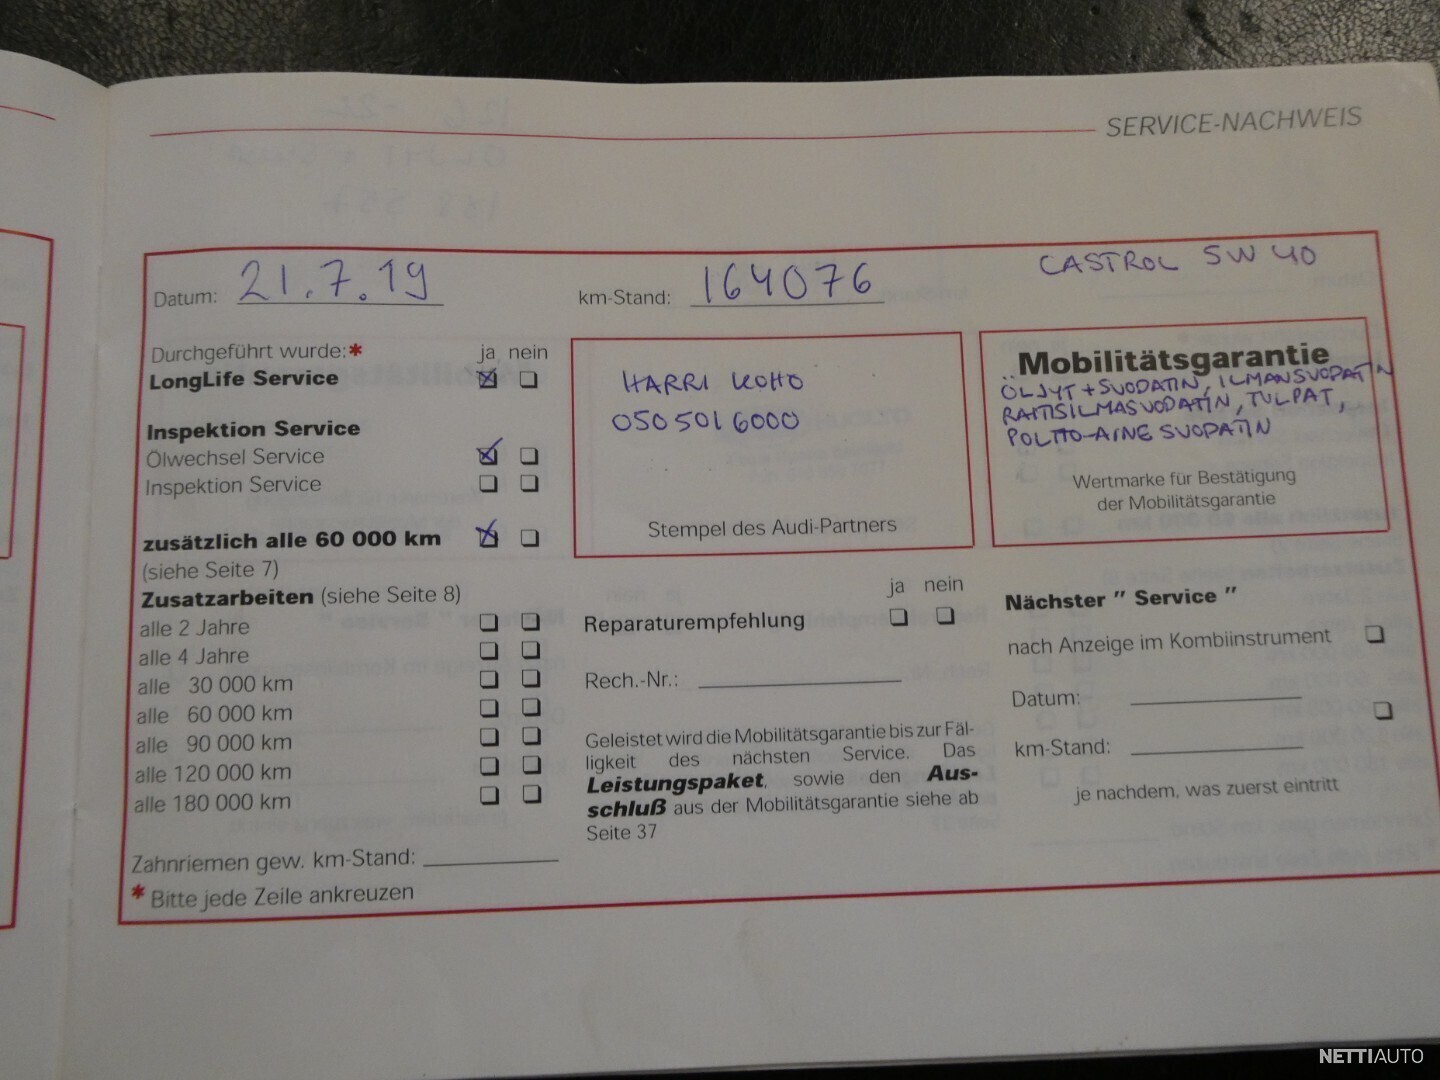 SERVICE-NACHWEIS
Datum: 21.7.19
km-Stand: 164076
CASTROL 5W40
Durchgeführt wurde:* ja nein
LongLife Service
Inspektion Service
Ölwechsel Service
Inspektion Service
zusätzlich alle 60 000 km
(siehe Seite 7)
Zusatzarbeiten (siehe Seite 8)
alle 2 Jahre
alle 4 Jahre
alle 30 000 km
alle 60 000 km
alle 90 000 km
alle 120 000 km
alle 180 000 km
Zahnriemen gew. km-Stand:
* Bitte jede Zeile ankreuzen
HARRI KOHO
0505016000
Stempel des Audi-Partners
ja nein
Reparaturempfehlung
Rech.-Nr.:
Geleistet wird die Mobilitätsgarantie bis zur Fäl-
ligkeit des nächsten Service. Das
Leistungspaket, sowie den Aus-
schluß aus der Mobilitätsgarantie siehe ab
Seite 37
Mobilitätsgarantie
ÖLJYT+SUODATIN, ILMANSUODATIN
RAITISILMASUODATIN, TULPAT,
POLTTO-AINE SUODATIN
Wertmarke für Bestätigung
der Mobilitätsgarantie
Nächster " Service "
nach Anzeige im Kombiinstrument
Datum:
km-Stand:
je nachdem, was zuerst eintritt
NETTIAUTO